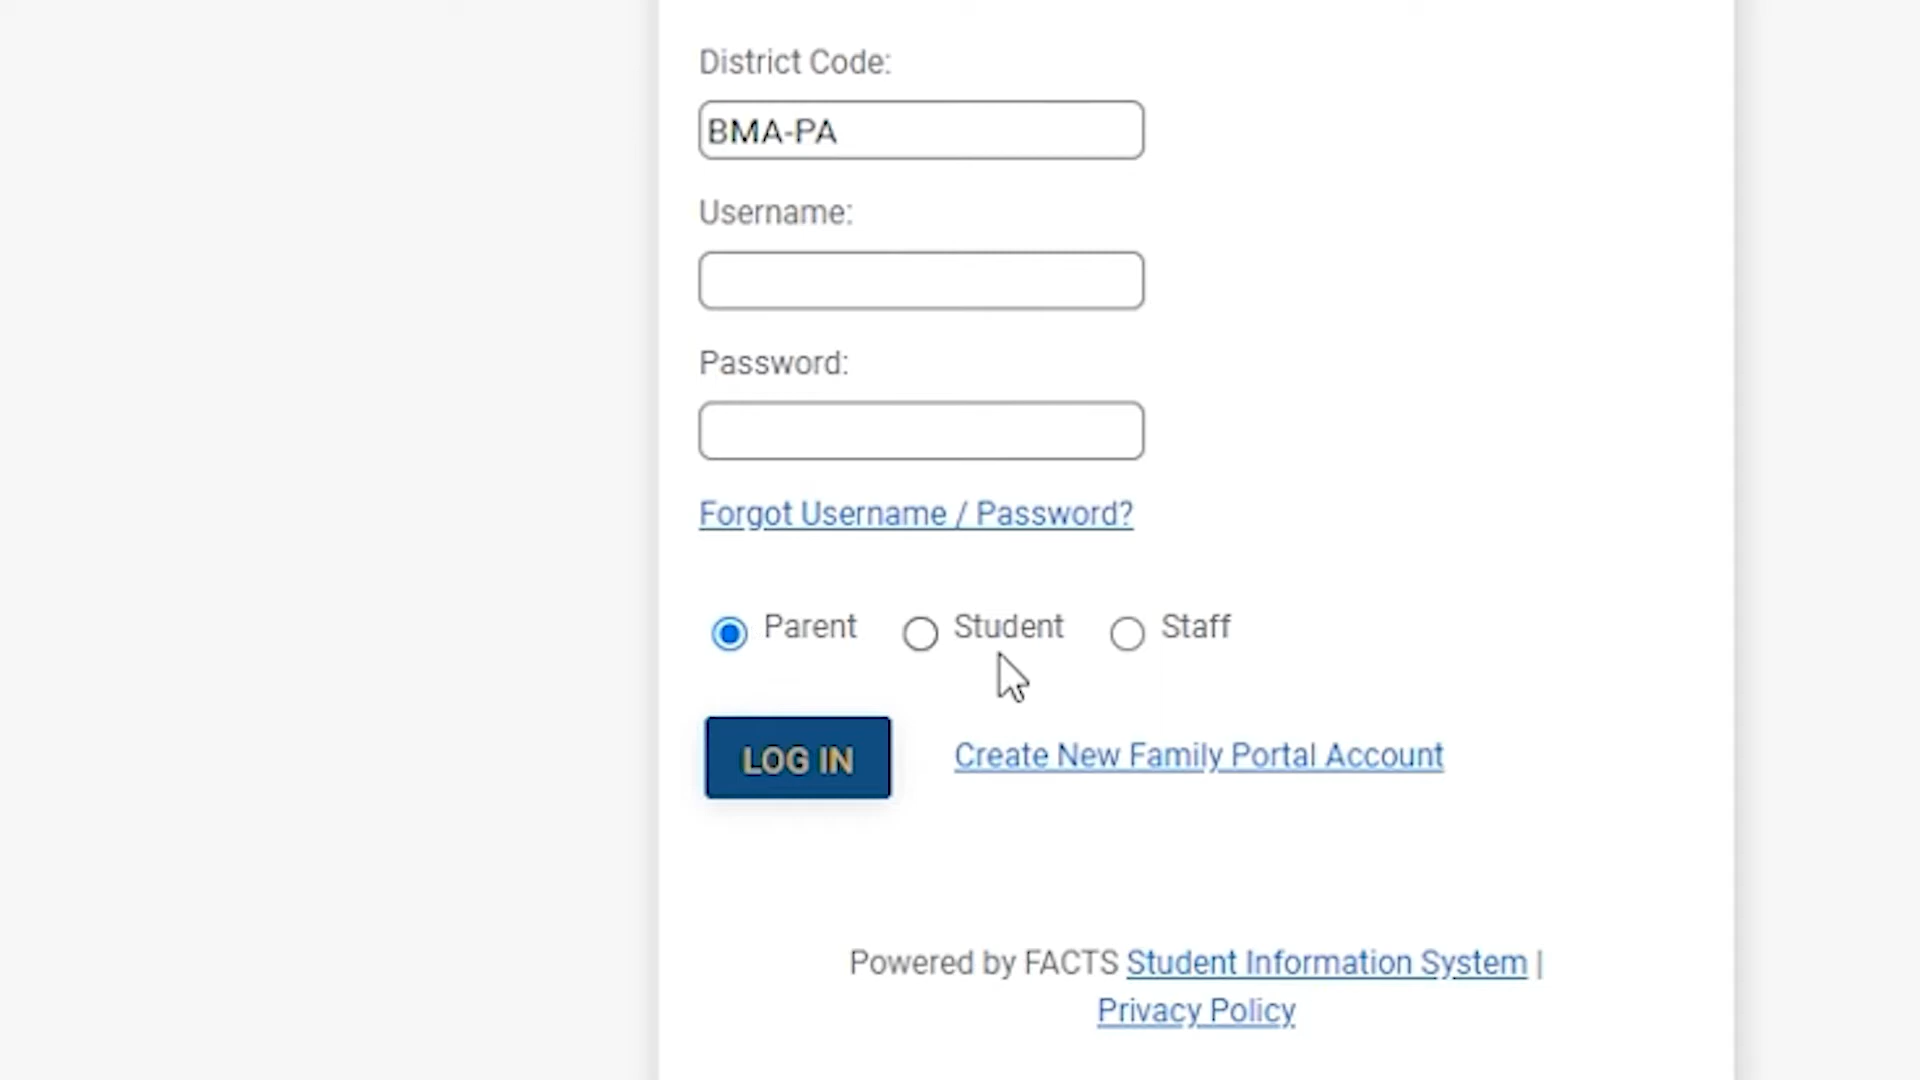 District Code:
BMA-PA
Username:
Password:
Forgot Username / Password?
Parent Student Staff
LOG IN Create New Family Portal Account
Powered by FACTS Student Information System |
Privacy Policy